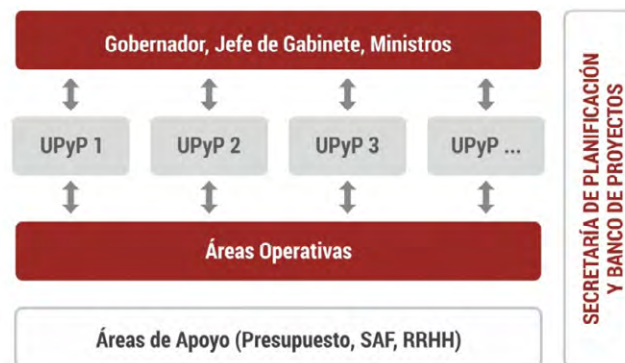 Gobernador, Jefe de Gabinete, Ministros
UPyP 1
UPyP 2
UPyP 3
UPyP ...
Áreas Operativas
Áreas de Apoyo (Presupuesto, SAF, RRHH)
SECRETARÍA DE PLANIFICACIÓN
Y BANCO DE PROYECTOS